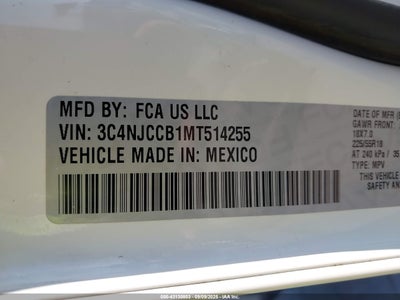 MFD BY: FCA US LLC
VIN: 3C4NJCCB1MT514255
VEHICLE MADE IN: MEXICO
DATE OF MFR
GAWR FRONT:
18X7.0
225/55R18
AT 240 kPa / 35
TYPE: MPV
THIS VEHICLE
SAFETY AN